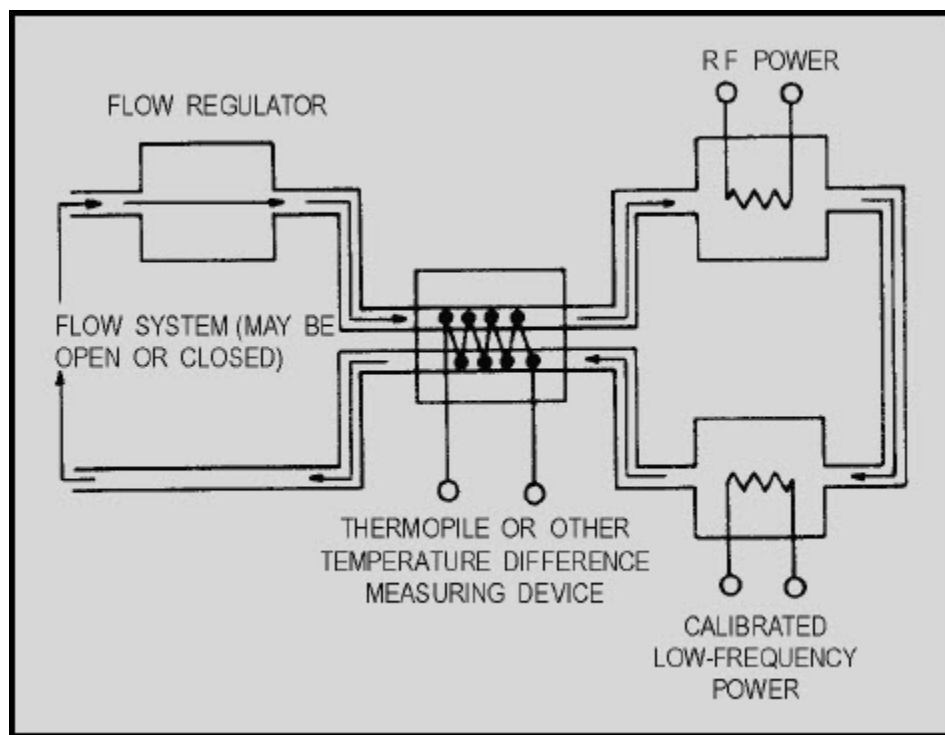 RF POWER
FLOW REGULATOR
FLOW SYSTEM (MAY BE
OPEN OR CLOSED)
THERMOPILE OR OTHER
TEMPERATURE DIFFERENCE
MEASURING DEVICE
CALIBRATED
LOW-FREQUENCY
POWER